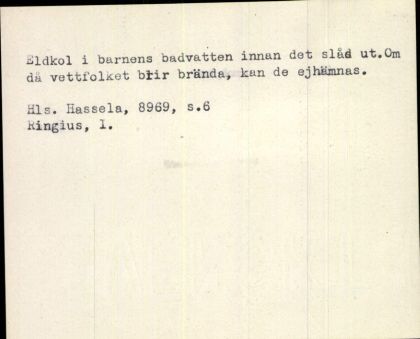 Eldkol i barnens badvatten innan det slås ut.Om
då vettfolket blir brända, kan de ejhämnas.
Hls. Hassela, 8969, s.6
Ringius, I.